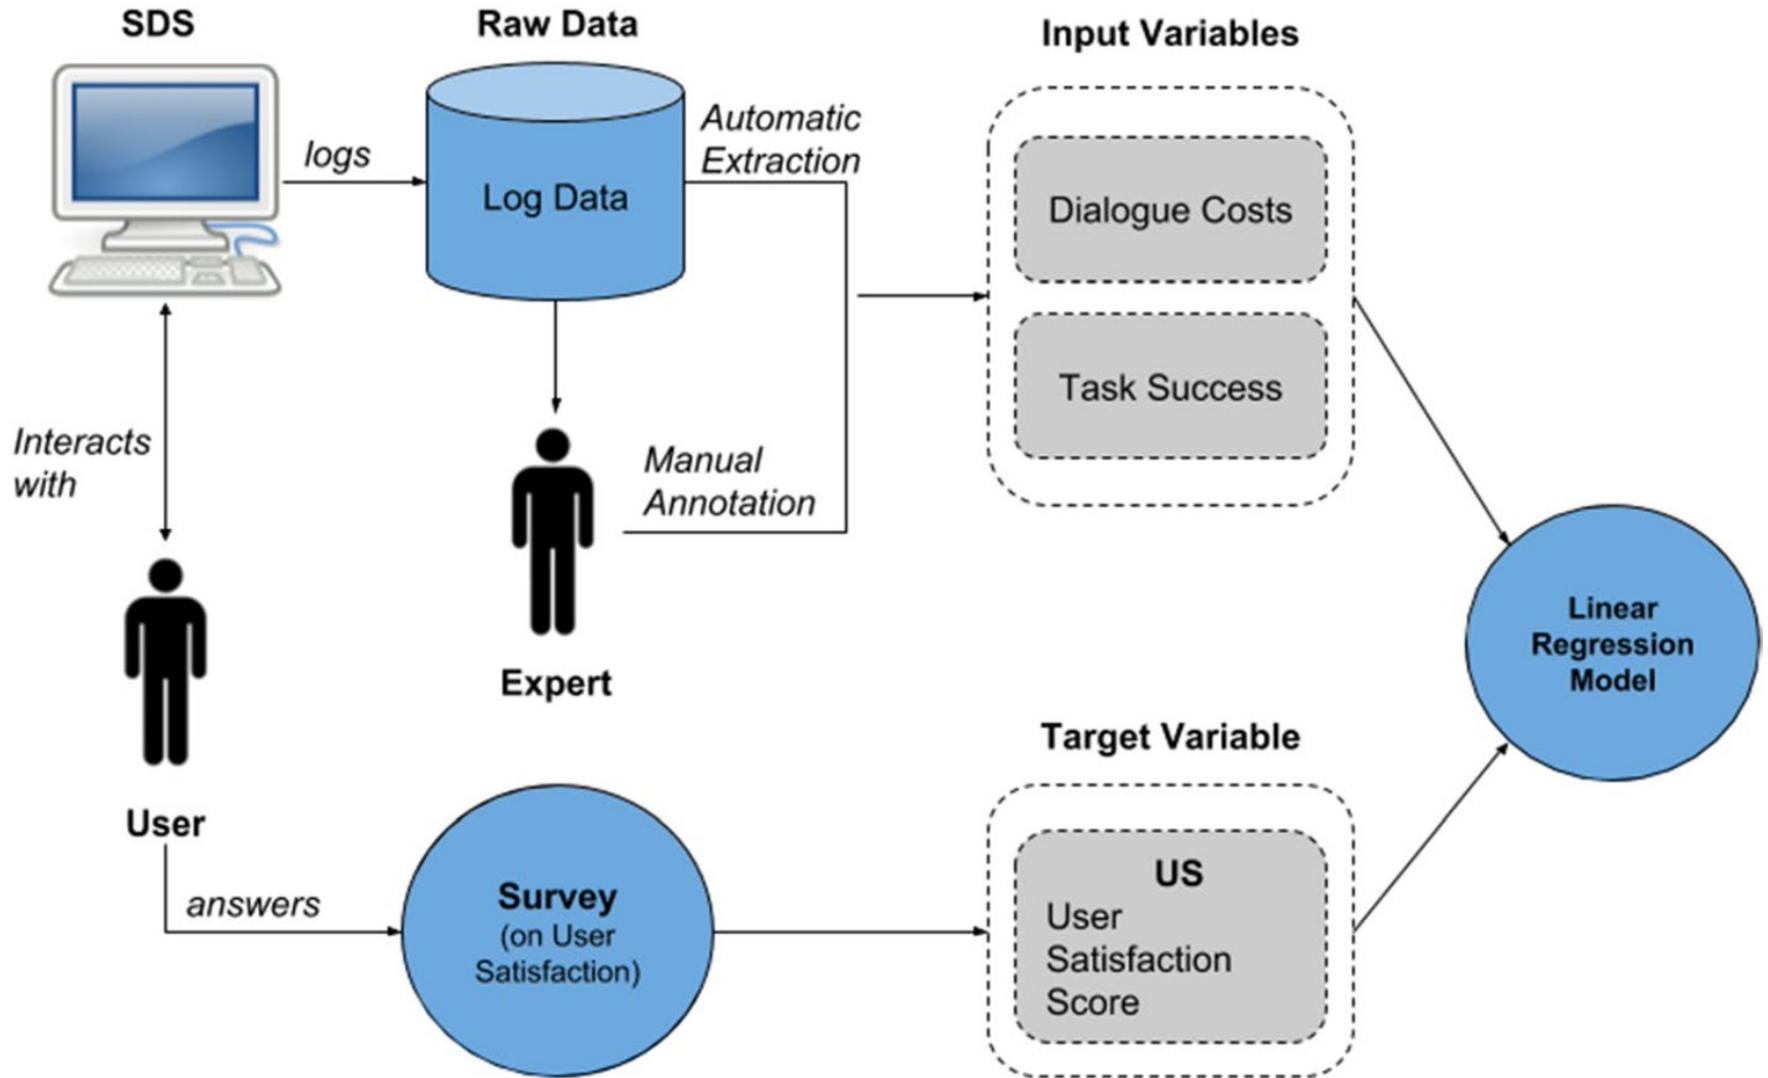 SDS
Raw Data
Input Variables
logs
Log Data
Automatic
Extraction
Dialogue Costs
Task Success
Interacts
with
Manual
Annotation
Expert
User
answers
Survey
(on User
Satisfaction)
Target Variable
US
User
Satisfaction
Score
Linear
Regression
Model